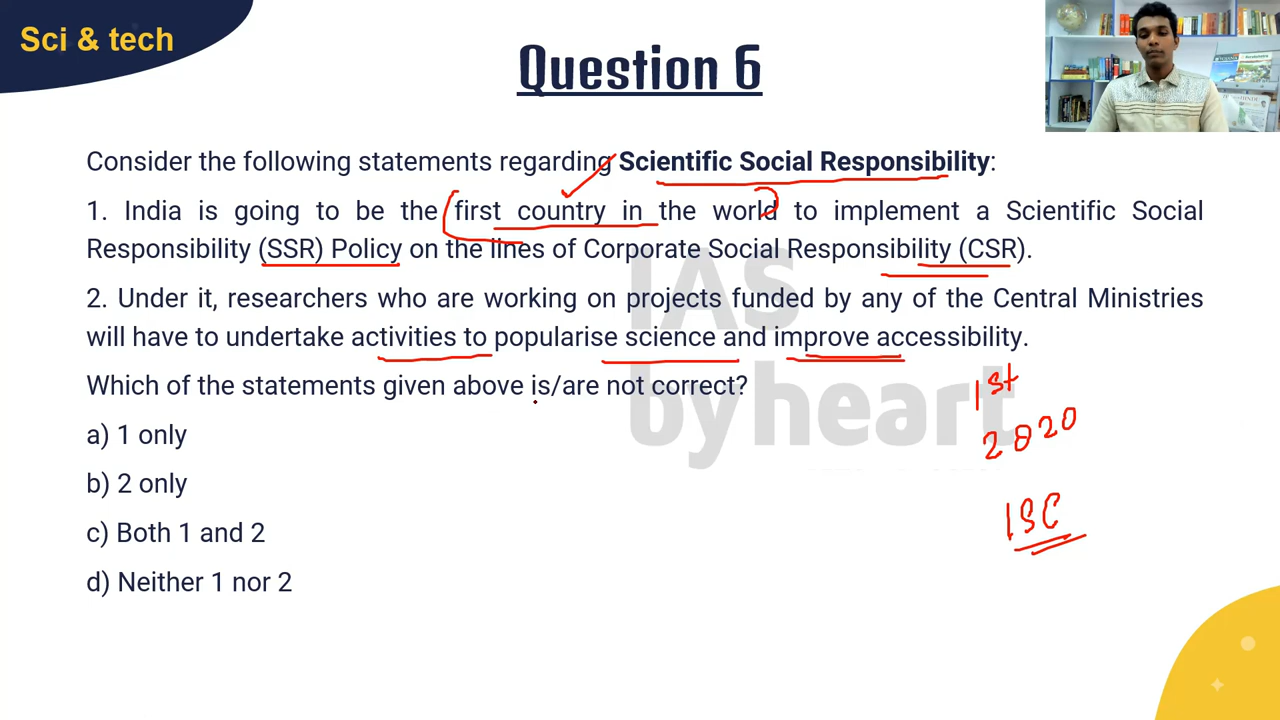 Sci & tech
Question 6
Consider the following statements regarding Scientific Social Responsibility:
1. India is going to be the first country in the world to implement a Scientific Social
Responsibility (SSR) Policy on the lines of Corporate Social Responsibility (CSR).
2. Under it, researchers who are working on projects funded by any of the Central Ministries
will have to undertake activities to popularise science and improve accessibility.
Which of the statements given above is/are not correct?
a) 1 only
b) 2 only
c) Both 1 and 2
d) Neither 1 nor 2
1st
2020
ISC
IAS
byheart